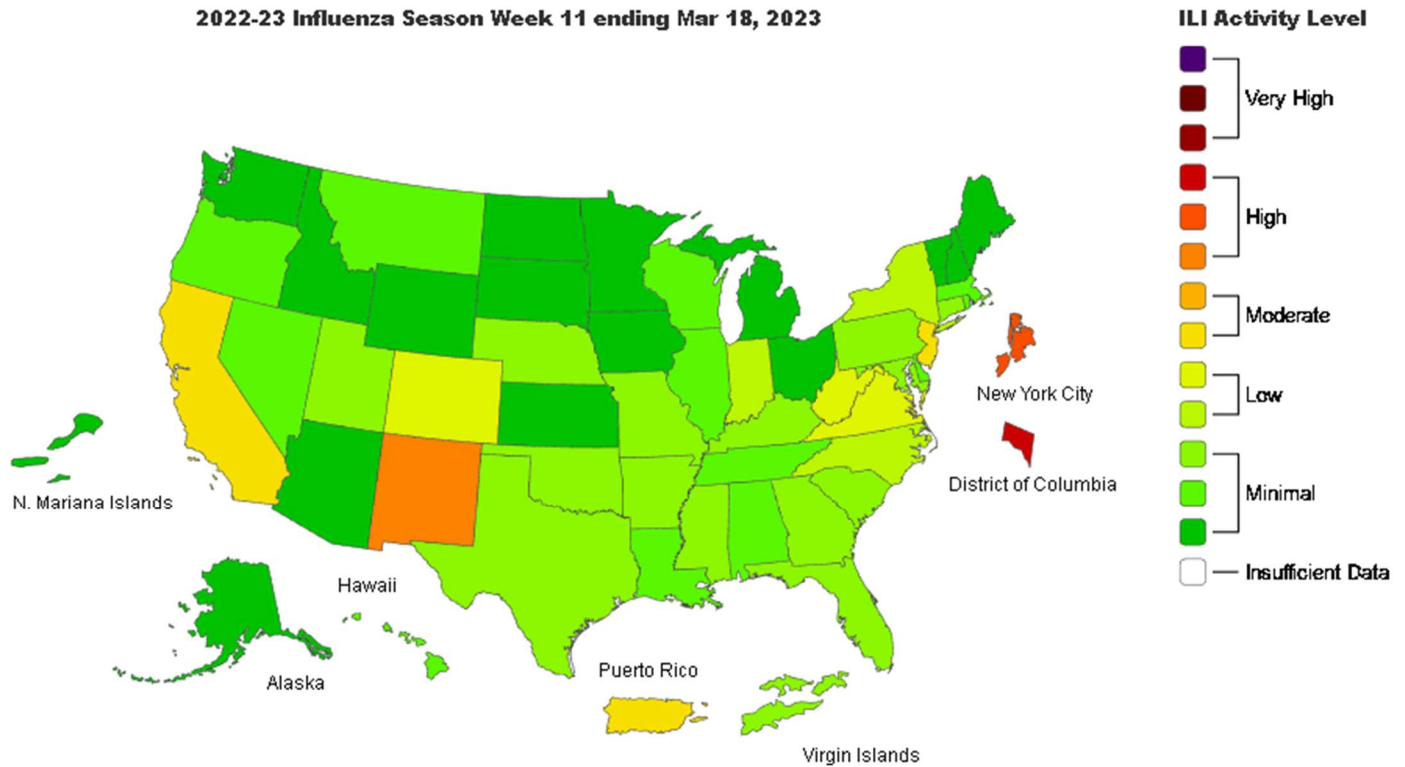 2022-23 Influenza Season Week 11 ending Mar 18, 2023
ILI Activity Level
Very High
High
Moderate
Low
Minimal
Insufficient Data
New York City
District of Columbia
N. Mariana Islands
Hawaii
Alaska
Puerto Rico
Virgin Islands